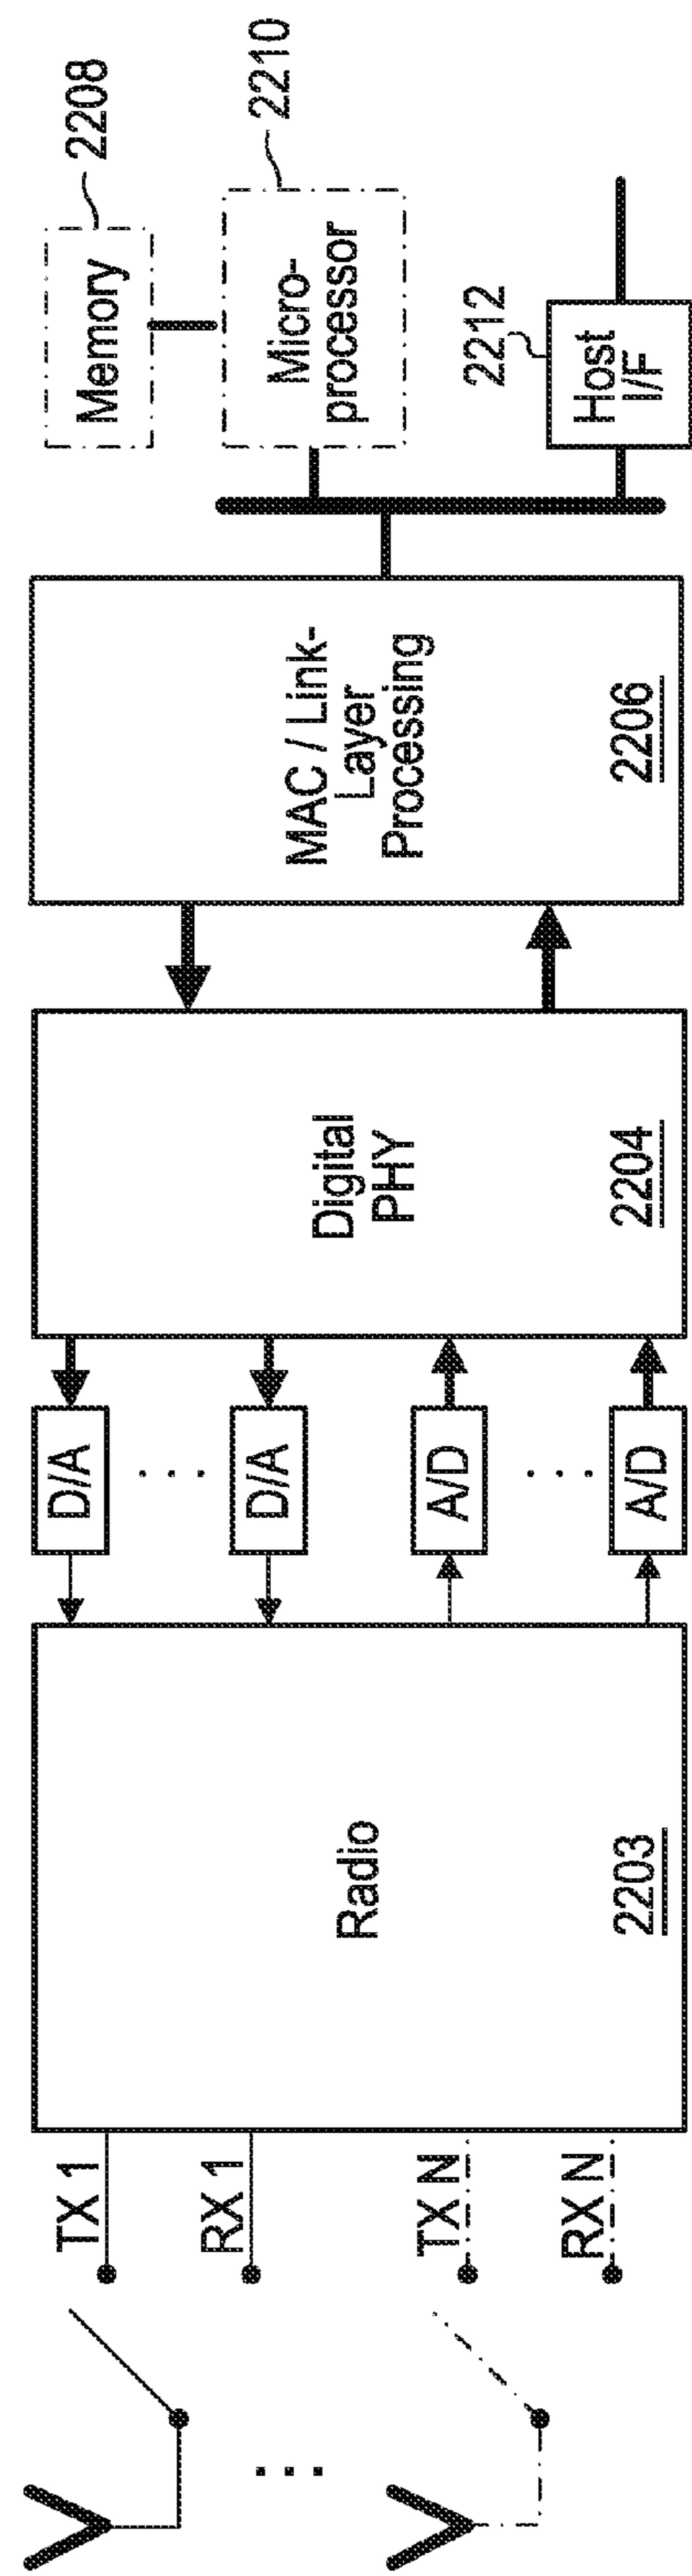 TX 1
RX 1
TX N
RX N
Radio
2203
D/A
D/A
A/D
A/D
Digital
PHY
2204
MAC / Link-
Layer
Processing
2206
Memory
2208
Micro-
processor
2210
2212
Host
I/F